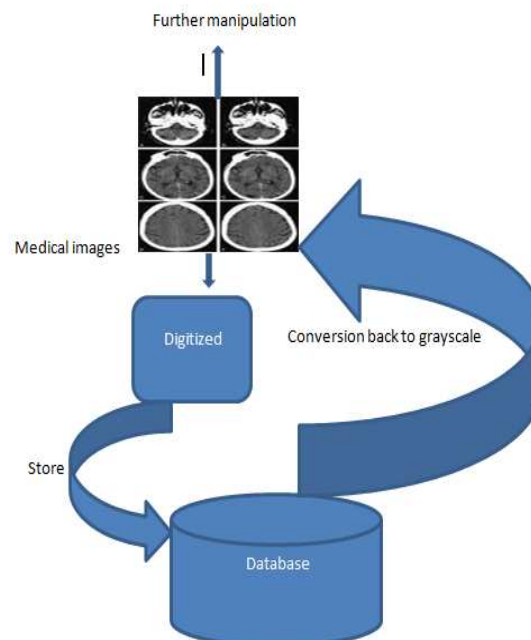 Further manipulation
Medical images
Digitized
Conversion back to grayscale
Store
Database